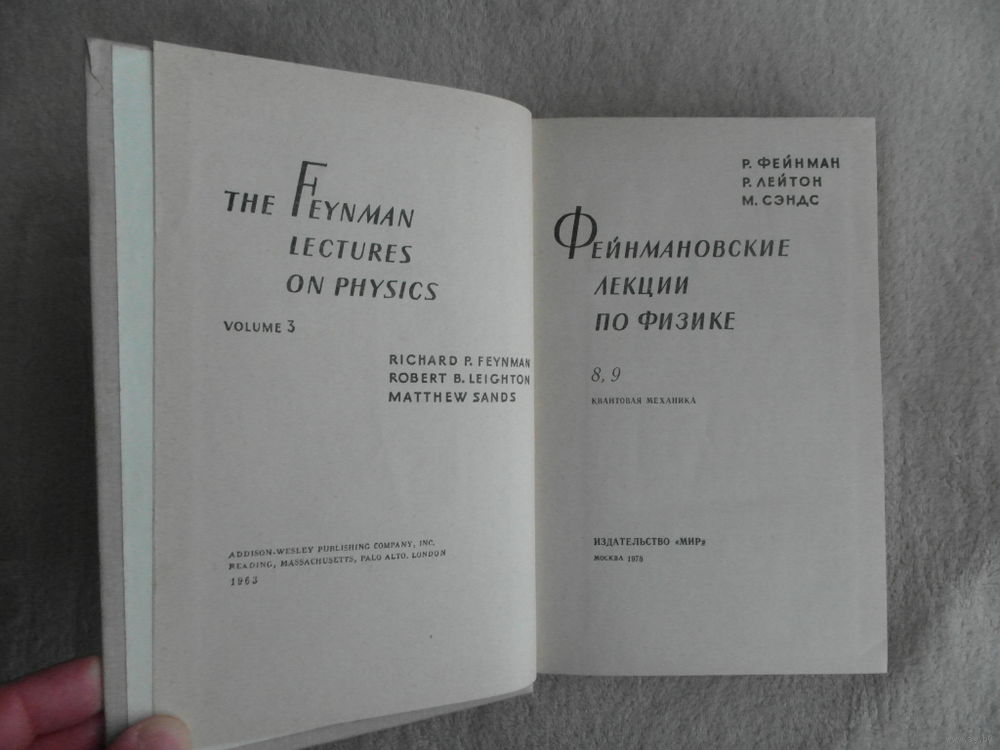 THE FEYNMAN
LECTURES
ON PHYSICS
VOLUME 3
RICHARD P. FEYNMAN
ROBERT B. LEIGHTON
MATTHEW SANDS
ADDISON-WESLEY PUBLISHING COMPANY, INC.
READING, MASSACHUSETTS, PALO ALTO. LONDON
1963
Р. ФЕЙНМАН
Р. ЛЕЙТОН
М. СЭНДС
ФЕЙНМАНОВСКИЕ
ЛЕКЦИИ
ПО ФИЗИКЕ
8, 9
КВАНТОВАЯ МЕХАНИКА
ИЗДАТЕЛЬСТВО «МИР»
МОСКВА 1978